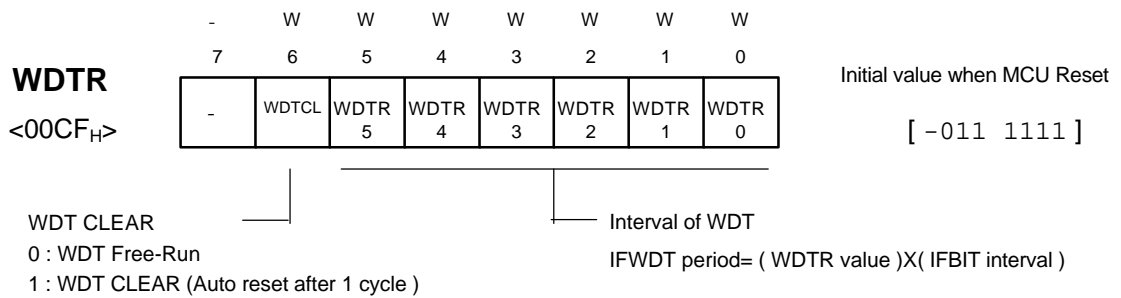 - W W W W W W W
7 6 5 4 3 2 1 0
WDTR
<00CFH>
- WDTCL WDTR 5 WDTR 4 WDTR 3 WDTR 2 WDTR 1 WDTR 0
Initial value when MCU Reset
[ -011 1111 ]
WDT CLEAR
0 : WDT Free-Run
1 : WDT CLEAR (Auto reset after 1 cycle )
Interval of WDT
IFWDT period= ( WDTR value )X( IFBIT interval )